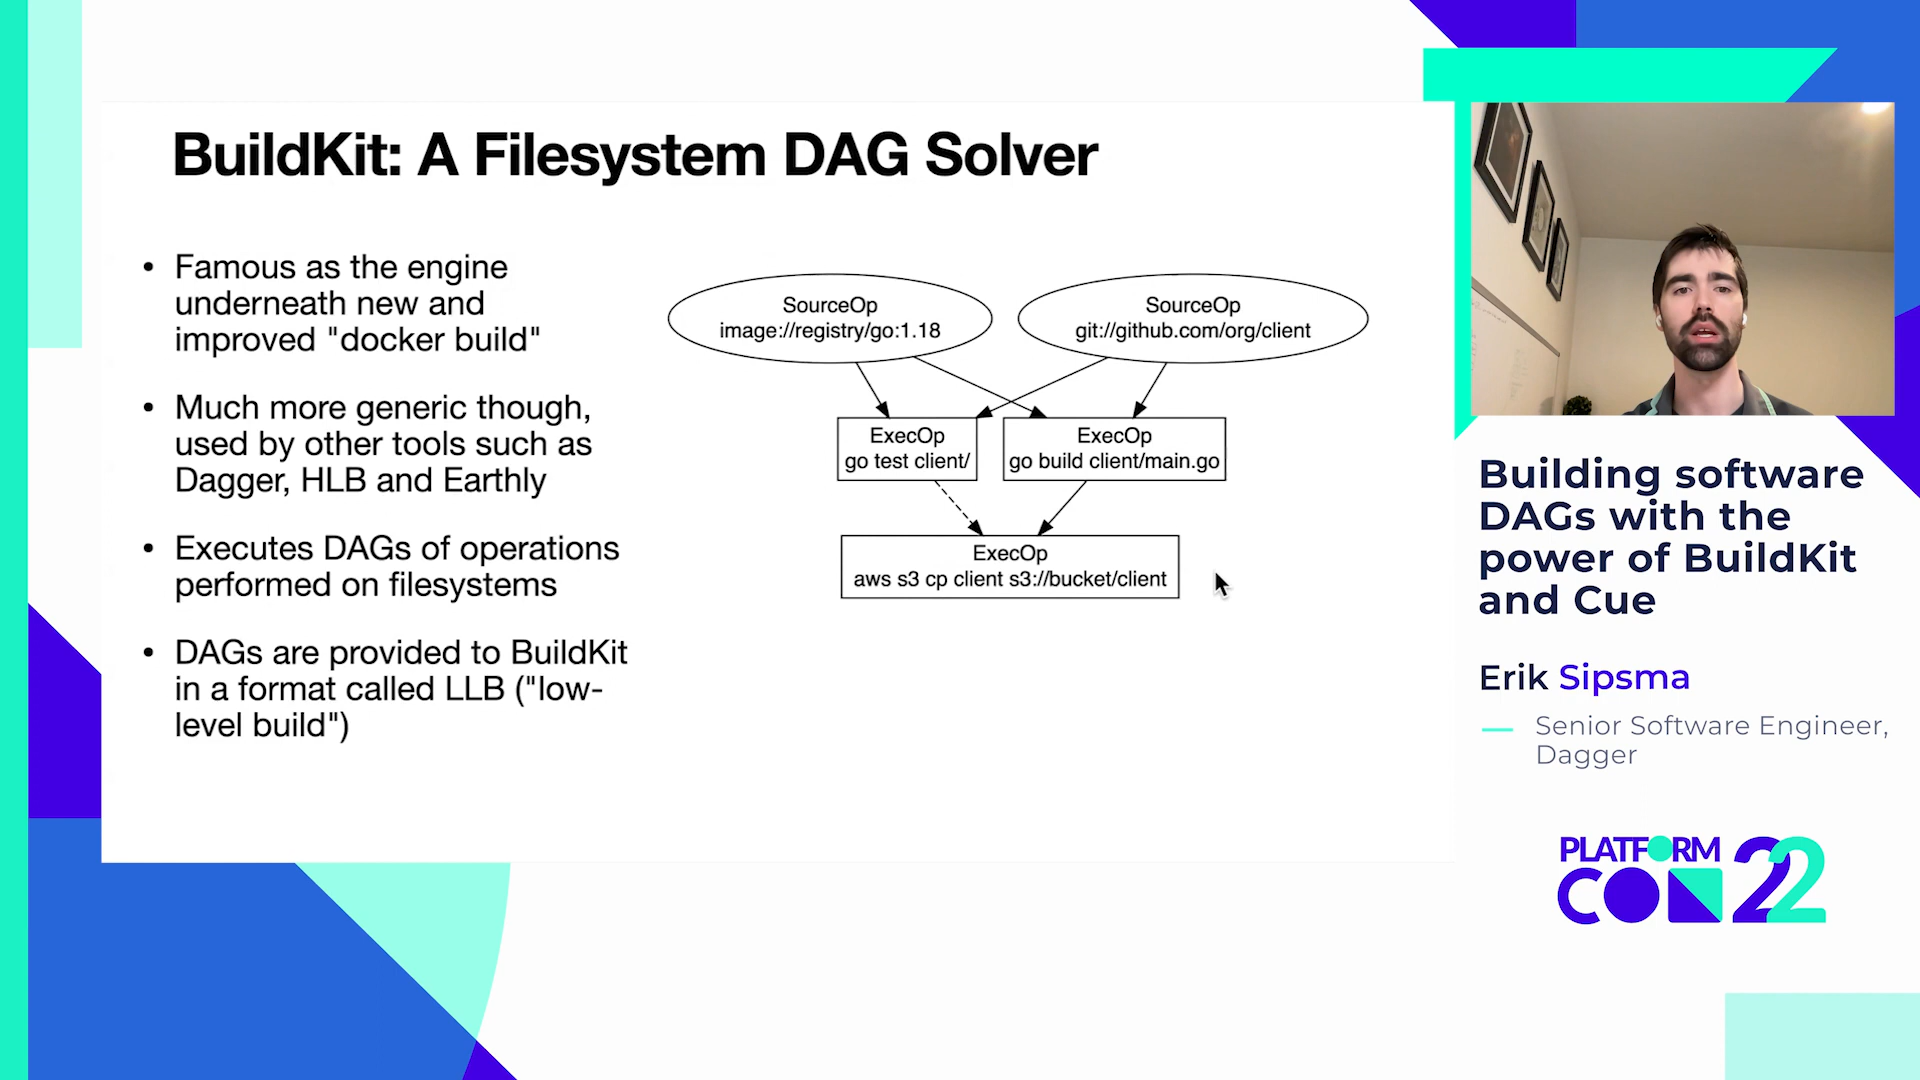 BuildKit: A Filesystem DAG Solver
• Famous as the engine
underneath new and
improved "docker build"
• Much more generic though,
used by other tools such as
Dagger, HLB and Earthly
• Executes DAGs of operations
performed on filesystems
• DAGs are provided to BuildKit
in a format called LLB ("low-
level build")
SourceOp
image://registry/go:1.18
SourceOp
git://github.com/org/client
ExecOp
go test client/
ExecOp
go build client/main.go
ExecOp
aws s3 cp client s3://bucket/client
Building software
DAGs with the
power of BuildKit
and Cue
Erik Sipsma
Senior Software Engineer,
Dagger
PLATFORM
CON 22